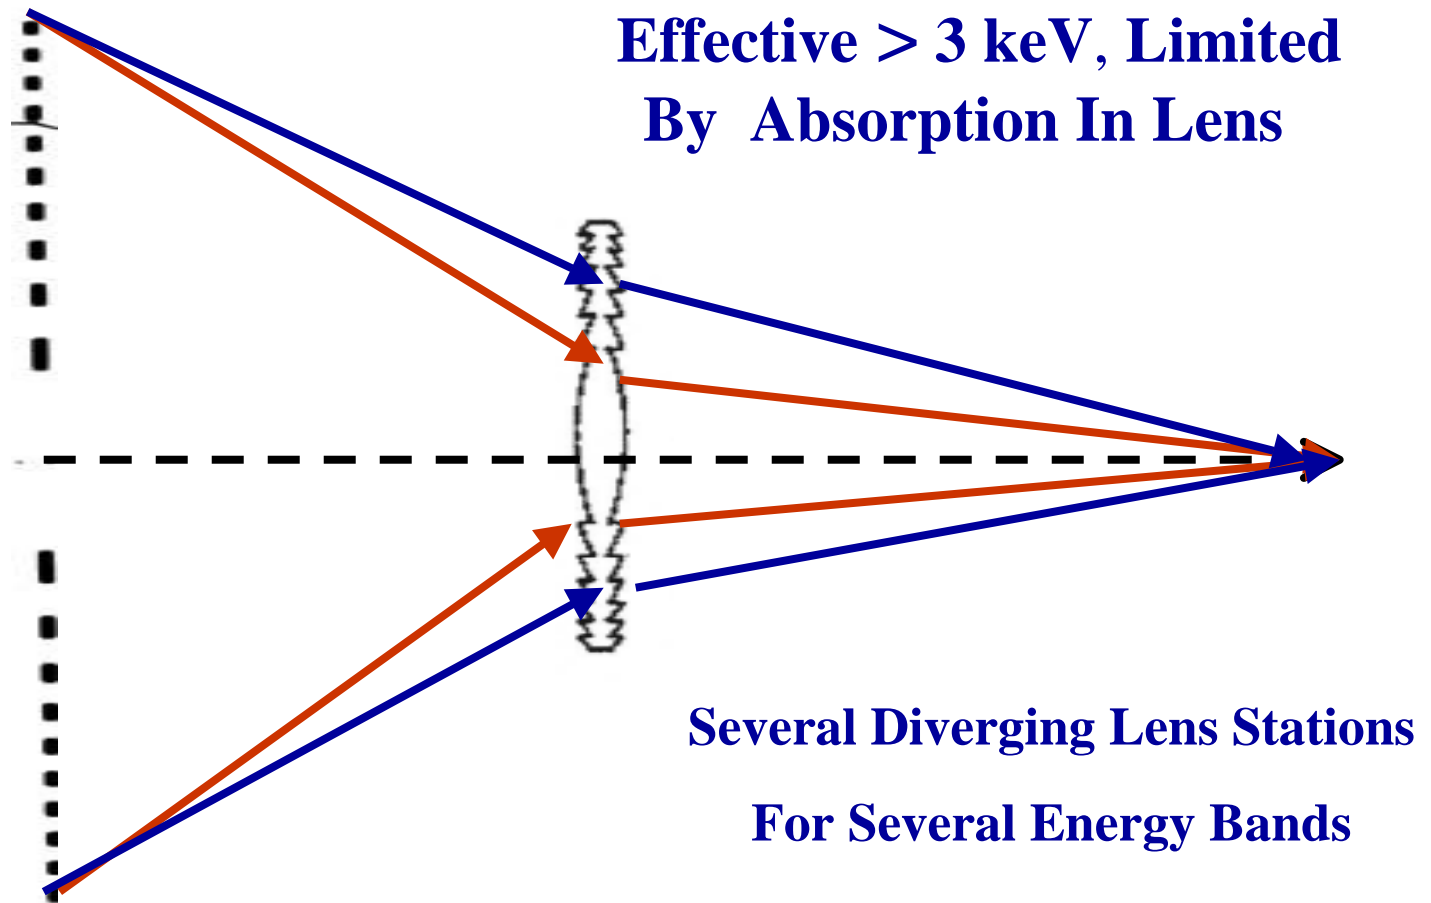 Effective > 3 keV, Limited
By Absorption In Lens
Several Diverging Lens Stations
For Several Energy Bands